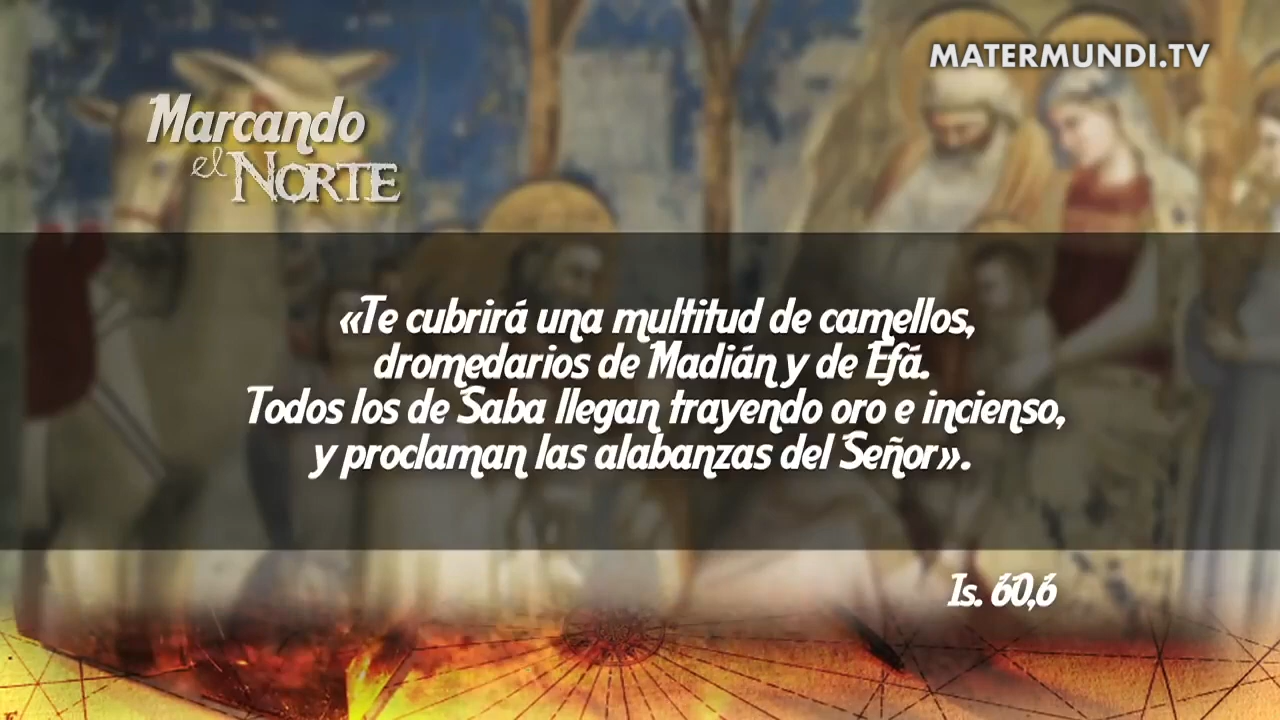 MATERMUNDI.TV
Marcando
el NORTE
«Te cubrirá una multitud de camellos,
dromedarios de Madián y de Efá.
Todos los de Saba llegan trayendo oro e incienso,
y proclaman las alabanzas del Señor».
Is. 60,6